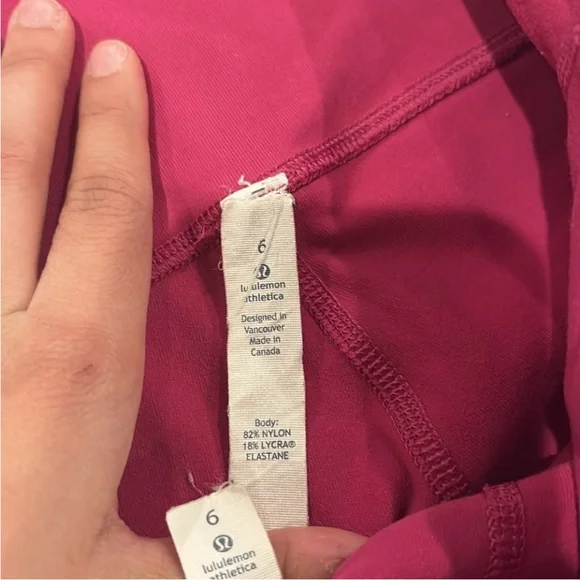 6
lululemon
athletica
Designed in
Vancouver
Made in
Canada
Body:
82% NYLON
18% LYCRA®
ELASTANE
6
lululemon
athletica